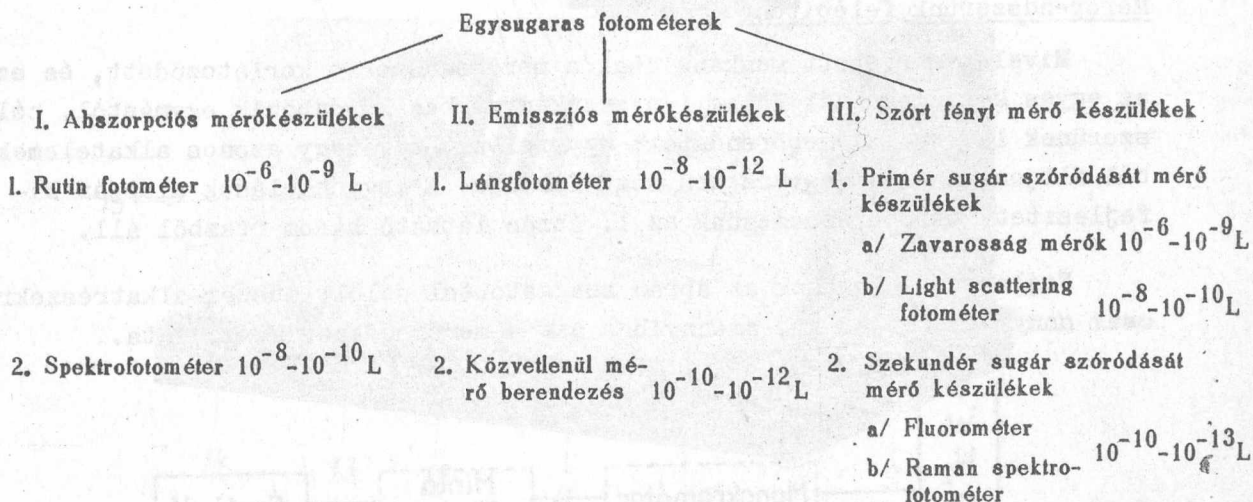 Egysugaras fotométerek
I. Abszorpciós mérőkészülékek
1. Rutin fotométer 10⁻⁶-10⁻⁹ L
2. Spektrofotométer 10⁻⁸-10⁻¹⁰ L
II. Emissziós mérőkészülékek
1. Lángfotométer 10⁻⁸-10⁻¹² L
2. Közvetlenül mé-
rő berendezés 10⁻¹⁰-10⁻¹² L
III. Szórt fényt mérő készülékek
1. Primér sugár szóródását mérő
készülékek
a/ Zavarosság mérők 10⁻⁶-10⁻⁹ L
b/ Light scattering
fotométer 10⁻⁸-10⁻¹⁰ L
2. Szekundér sugár szóródását
mérő készülékek
a/ Fluorométer
b/ Raman spektro- 10⁻¹⁰-10⁻¹³ L
fotométer